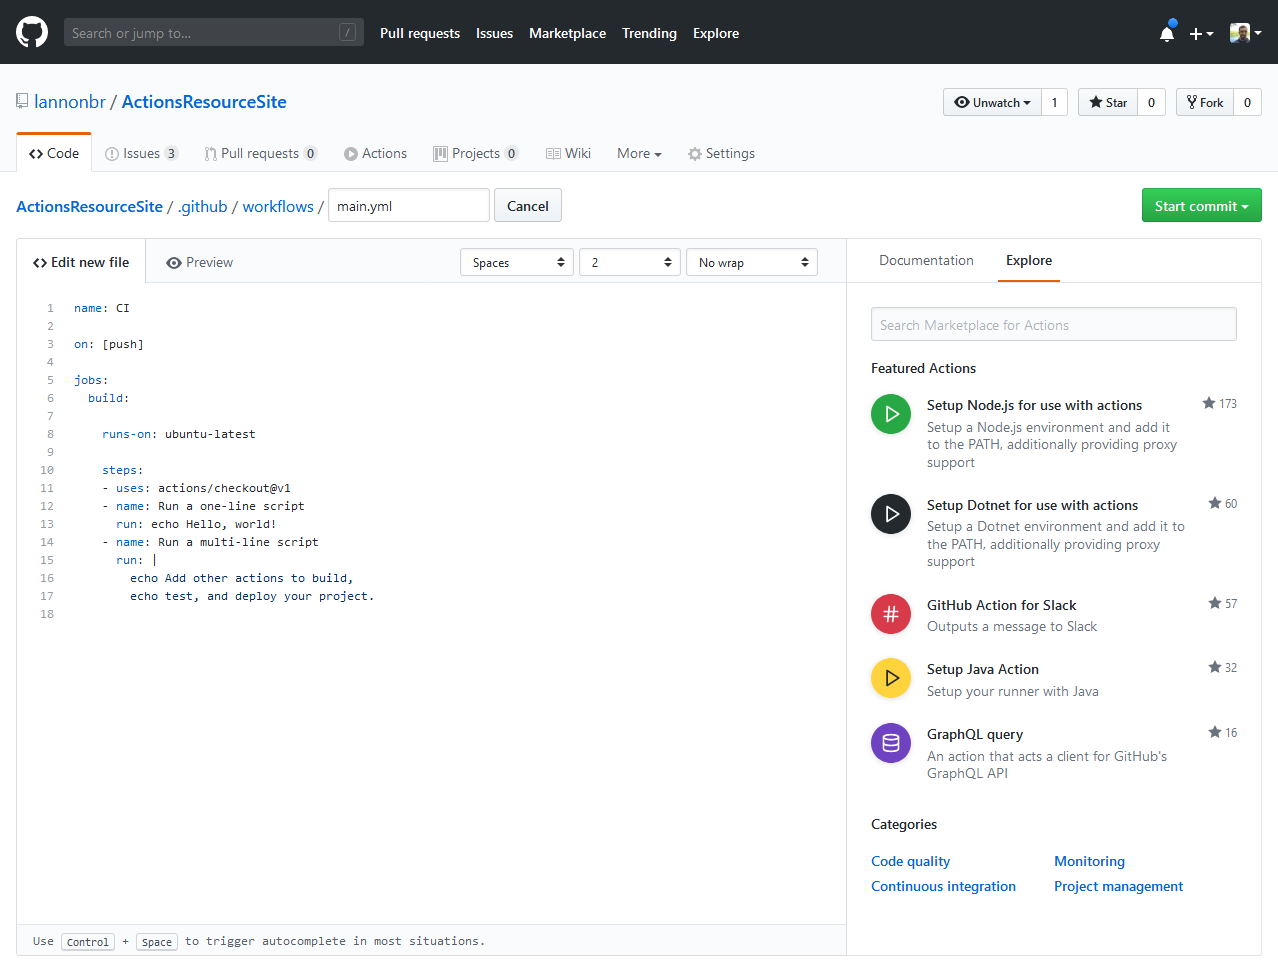 Search or jump to... /
Pull requests Issues Marketplace Trending Explore
lannonbr / ActionsResourceSite
Unwatch 1 Star 0 Fork 0
Code Issues 3 Pull requests 0 Actions Projects 0 Wiki More Settings
ActionsResourceSite / .github / workflows / main.yml Cancel Start commit
Edit new file Preview Spaces 2 No wrap
1 name: CI
2
3 on: [push]
4
5 jobs:
6 build:
7
8 runs-on: ubuntu-latest
9
10 steps:
11 - uses: actions/checkout@v1
12 - name: Run a one-line script
13 run: echo Hello, world!
14 - name: Run a multi-line script
15 run: |
16 echo Add other actions to build,
17 echo test, and deploy your project.
18
Use Control + Space to trigger autocomplete in most situations.
Documentation Explore
Search Marketplace for Actions
Featured Actions
Setup Node.js for use with actions 173
Setup a Node.js environment and add it
to the PATH, additionally providing proxy
support
Setup Dotnet for use with actions 60
Setup a Dotnet environment and add it to
the PATH, additionally providing proxy
support
GitHub Action for Slack 57
Outputs a message to Slack
Setup Java Action 32
Setup your runner with Java
GraphQL query 16
An action that acts a client for GitHub's
GraphQL API
Categories
Code quality Monitoring
Continuous integration Project management